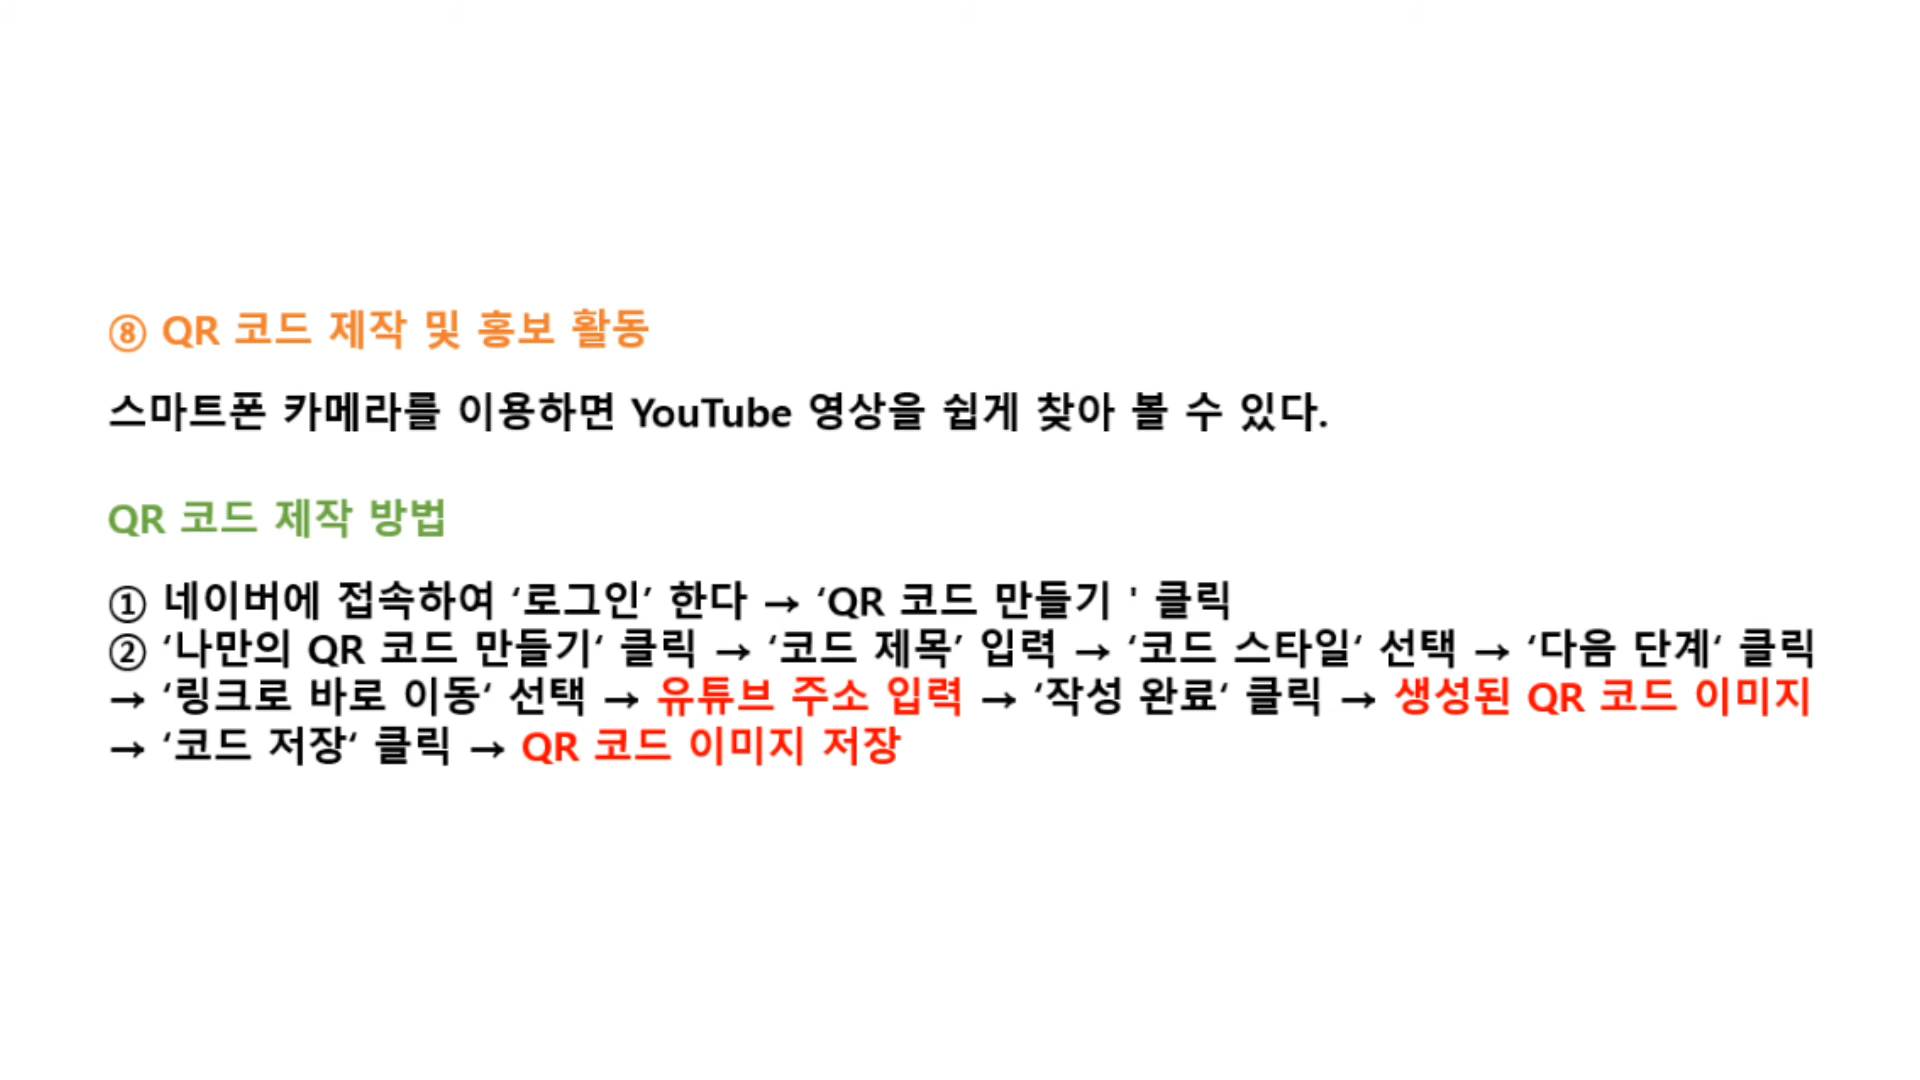 ⑧ QR 코드 제작 및 홍보 활동
스마트폰 카메라를 이용하면 YouTube 영상을 쉽게 찾아 볼 수 있다.
QR 코드 제작 방법
① 네이버에 접속하여 ‘로그인’ 한다 → ‘QR 코드 만들기 ' 클릭
② ‘나만의 QR 코드 만들기‘ 클릭 → ‘코드 제목’ 입력 → ‘코드 스타일’ 선택 → ‘다음 단계‘ 클릭
→ ‘링크로 바로 이동‘ 선택 → 유튜브 주소 입력 → ‘작성 완료‘ 클릭 → 생성된 QR 코드 이미지
→ ‘코드 저장‘ 클릭 → QR 코드 이미지 저장